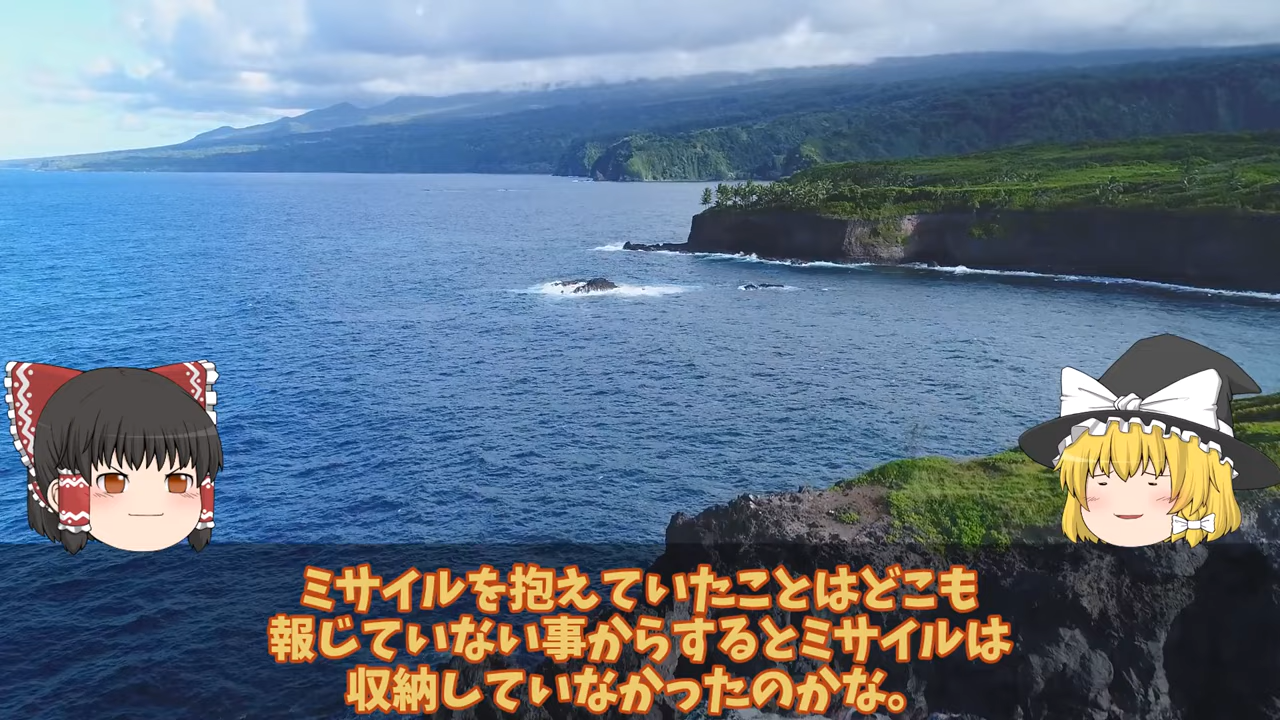 ミサイルを抱えていたことはどこも
報じていない事からするとミサイルは
収納していなかったのかな。